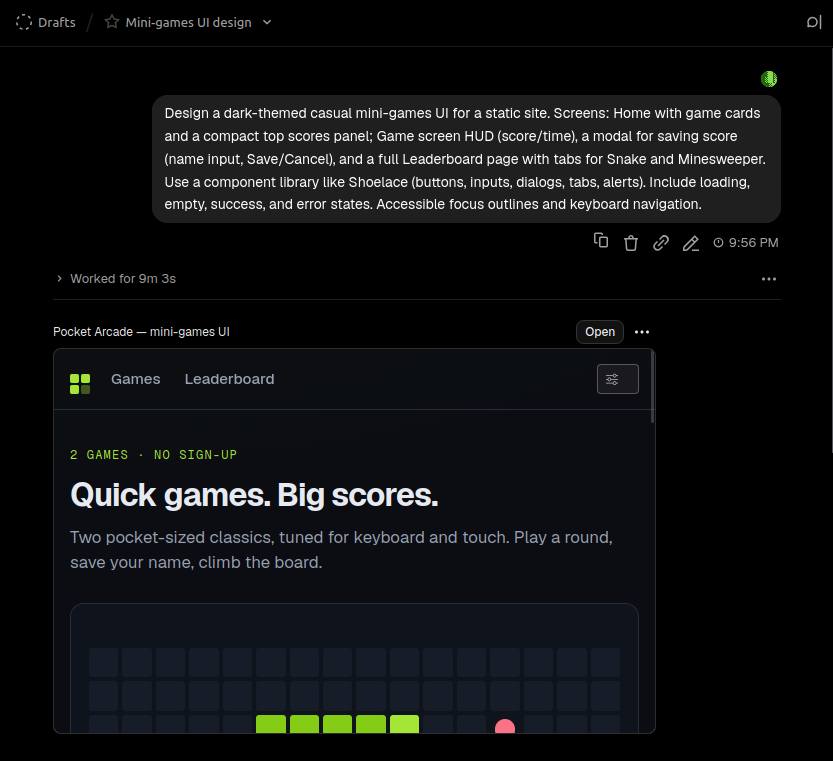 Drafts / Mini-games UI design
Design a dark-themed casual mini-games UI for a static site. Screens: Home with game cards
and a compact top scores panel; Game screen HUD (score/time), a modal for saving score
(name input, Save/Cancel), and a full Leaderboard page with tabs for Snake and Minesweeper.
Use a component library like Shoelace (buttons, inputs, dialogs, tabs, alerts). Include loading,
empty, success, and error states. Accessible focus outlines and keyboard navigation.
9:56 PM
Worked for 9m 3s
Pocket Arcade — mini-games UI
Open
Games
Leaderboard
2 GAMES · NO SIGN-UP
Quick games. Big scores.
Two pocket-sized classics, tuned for keyboard and touch. Play a round,
save your name, climb the board.